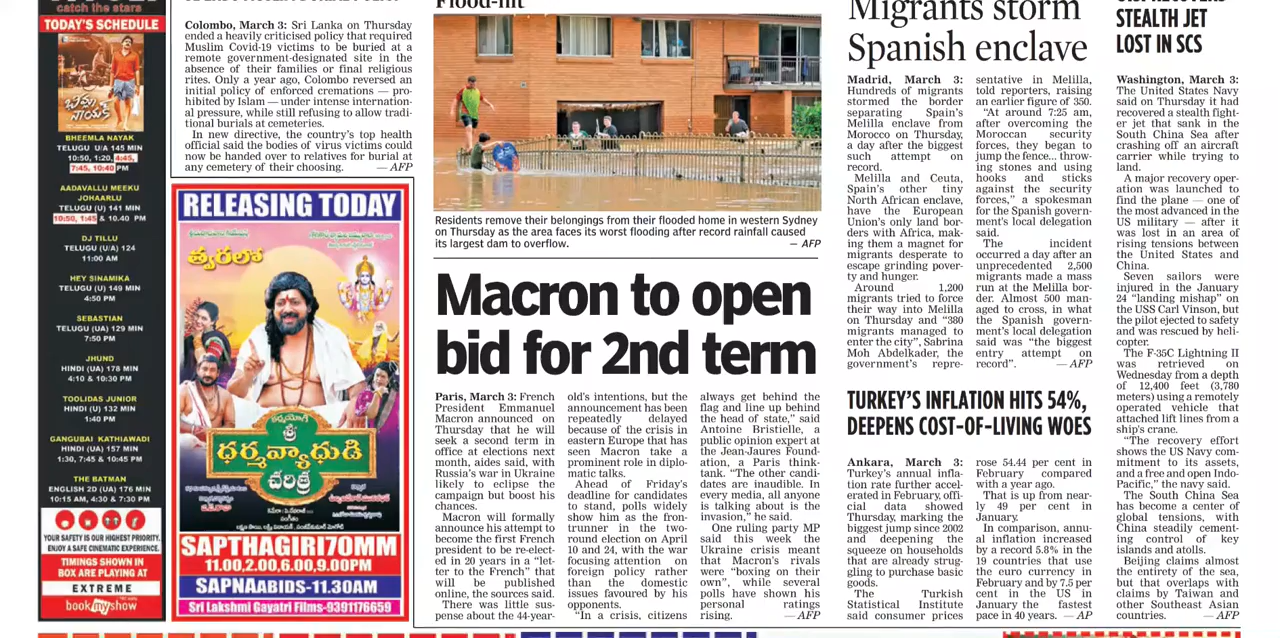 catch the stars
TODAY'S SCHEDULE
భీమ్లా
నాయక్
BHEEMLA NAYAK
TELUGU U/A 145 MIN
10:50, 1:20, 4:45,
7:45, 10:40 PM
AADAVALLU MEEKU
JOHAARLU
TELUGU (U) 141 MIN
10:50, 1:45 & 10.40 PM
DJ TILLU
TELUGU (U/A) 124
11:00 AM
HEY SINAMIKA
TELUGU (U) 149 MIN
4:50 PM
SEBASTIAN
TELUGU (UA) 129 MIN
7:50 PM
JHUND
HINDI (UA) 178 MIN
4:10 & 10:30 PM
TOOLIDAS JUNIOR
HINDI (U) 132 MIN
1:40 PM
GANGUBAI KATHIAWADI
HINDI (UA) 157 MIN
1:30, 7:45 & 10:45 PM
THE BATMAN
ENGLISH 2D (UA) 176 MIN
10:15 AM, 4:30 & 7:30 PM
YOUR SAFETY IS OUR HIGHEST PRIORITY.
ENJOY A SAFE CINEMATIC EXPERIENCE.
TIMINGS SHOWN IN
BOX ARE PLAYING AT
EXTREME
bookmyshow
Colombo, March 3: Sri Lanka on Thursday
ended a heavily criticised policy that required
Muslim Covid-19 victims to be buried at a
remote government-designated site in the
absence of their families or final religious
rites. Only a year ago, Colombo reversed an
initial policy of enforced cremations — pro-
hibited by Islam — under intense internation-
al pressure, while still refusing to allow tradi-
tional burials at cemeteries.
In new directive, the country's top health
official said the bodies of virus victims could
now be handed over to relatives for burial at
any cemetery of their choosing. — AFP
RELEASING TODAY
త్వరలో
కర్మయోగి
శ్రీ
ధర్మవ్యాధుడి
చరిత్ర
SAPTHAGIRI70MM
11.00,2.00,6.00,9.00PM
SAPNAABIDS-11.30AM
Sri Lakshmi Gayatri Films-9391176659
Flood-hit
Residents remove their belongings from their flooded home in western Sydney
on Thursday as the area faces its worst flooding after record rainfall caused
its largest dam to overflow. — AFP
Macron to open
bid for 2nd term
Paris, March 3: French
President Emmanuel
Macron announced on
Thursday that he will
seek a second term in
office at elections next
month, aides said, with
Russia's war in Ukraine
likely to eclipse the
campaign but boost his
chances.
Macron will formally
announce his attempt to
become the first French
president to be re-elect-
ed in 20 years in a "let-
ter to the French" that
will be published
online, the sources said.
There was little sus-
pense about the 44-year-
old's intentions, but the
announcement has been
repeatedly delayed
because of the crisis in
eastern Europe that has
seen Macron take a
prominent role in diplo-
matic talks.
Ahead of Friday's
deadline for candidates
to stand, polls widely
show him as the fron-
trunner in the two-
round election on April
10 and 24, with the war
focusing attention on
foreign policy rather
than the domestic
issues favoured by his
opponents.
"In a crisis, citizens
always get behind the
flag and line up behind
the head of state," said
Antoine Bristielle, a
public opinion expert at
the Jean-Jaures Found-
ation, a Paris think-
tank. "The other candi-
dates are inaudible. In
every media, all anyone
is talking about is the
invasion," he said.
One ruling party MP
said this week the
Ukraine crisis meant
that Macron's rivals
were "boxing on their
own", while several
polls have shown his
personal ratings
rising. — AFP
Migrants storm
Spanish enclave
Madrid, March 3:
Hundreds of migrants
stormed the border
separating Spain's
Melilla enclave from
Morocco on Thursday,
a day after the biggest
such attempt on
record.
Melilla and Ceuta,
Spain's other tiny
North African enclave,
have the European
Union's only land bor-
ders with Africa, mak-
ing them a magnet for
migrants desperate to
escape grinding pover-
ty and hunger.
Around 1,200
migrants tried to force
their way into Melilla
on Thursday and "380
migrants managed to
enter the city", Sabrina
Moh Abdelkader, the
government's repre-
sentative in Melilla,
told reporters, raising
an earlier figure of 350.
"At around 7:25 am,
after overcoming the
Moroccan security
forces, they began to
jump the fence... throw-
ing stones and using
hooks and sticks
against the security
forces," a spokesman
for the Spanish govern-
ment's local delegation
said.
The incident
occurred a day after an
unprecedented 2,500
migrants made a mass
run at the Melilla bor-
der. Almost 500 man-
aged to cross, in what
the Spanish govern-
ment's local delegation
said was "the biggest
entry attempt on
record". — AFP
TURKEY'S INFLATION HITS 54%,
DEEPENS COST-OF-LIVING WOES
Ankara, March 3:
Turkey's annual infla-
tion rate further accel-
erated in February, offi-
cial data showed
Thursday, marking the
biggest jump since 2002
and deepening the
squeeze on households
that are already strug-
gling to purchase basic
goods.
The Turkish
Statistical Institute
said consumer prices
rose 54.44 per cent in
February compared
with a year ago.
That is up from near-
ly 49 per cent in
January.
In comparison, annu-
al inflation increased
by a record 5.8% in the
19 countries that use
the euro currency in
February and by 7.5 per
cent in the US in
January the fastest
pace in 40 years. — AP
STEALTH JET
LOST IN SCS
Washington, March 3:
The United States Navy
said on Thursday it had
recovered a stealth fight-
er jet that sank in the
South China Sea after
crashing off an aircraft
carrier while trying to
land.
A major recovery oper-
ation was launched to
find the plane — one of
the most advanced in the
US military — after it
was lost in an area of
rising tensions between
the United States and
China.
Seven sailors were
injured in the January
24 "landing mishap" on
the USS Carl Vinson, but
the pilot ejected to safety
and was rescued by heli-
copter.
The F-35C Lightning II
was retrieved on
Wednesday from a depth
of 12,400 feet (3,780
meters) using a remotely
operated vehicle that
attached lift lines from a
ship's crane.
"The recovery effort
shows the US Navy com-
mitment to its assets,
and a free and open Indo-
Pacific," the navy said.
The South China Sea
has become a center of
global tensions, with
China steadily cement-
ing control of key
islands and atolls.
Beijing claims almost
the entirety of the sea,
but that overlaps with
claims by Taiwan and
other Southeast Asian
countries. — AFP